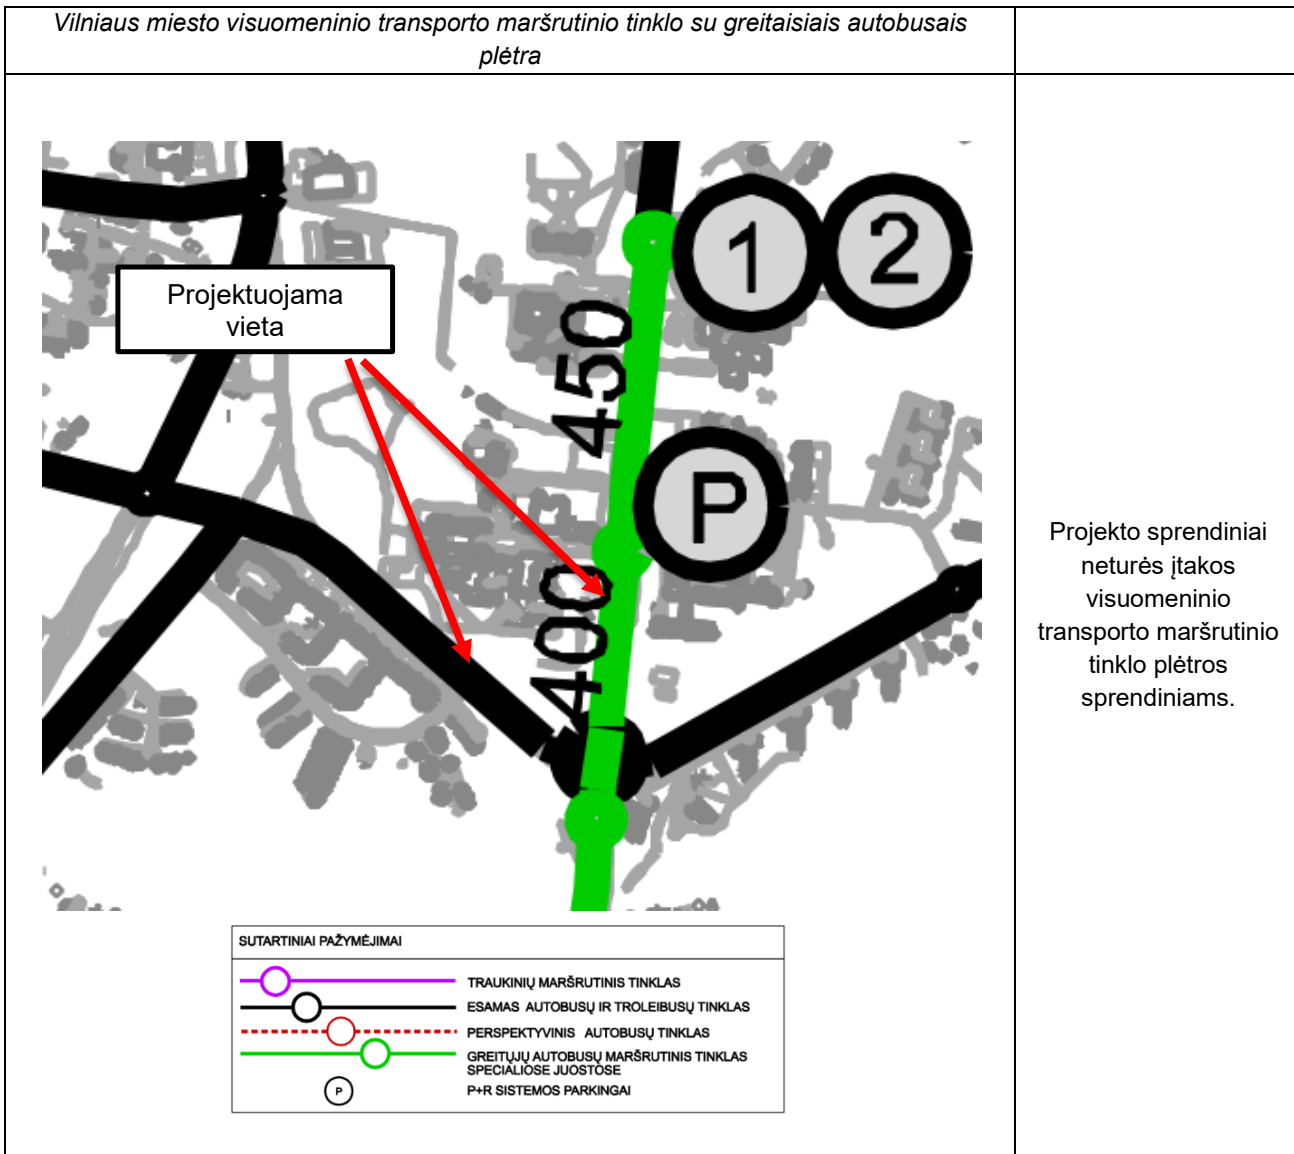 Vilniaus miesto visuomeninio transporto maršrutinio tinklo su greitaisiais autobusais
plėtra
Projektuojama
vieta
1
2
450
P
400
SUTARTINIAI PAŽYMĖJIMAI
TRAUKINIŲ MARŠRUTINIS TINKLAS
ESAMAS AUTOBUSŲ IR TROLEIBUSŲ TINKLAS
PERSPEKTYVINIS AUTOBUSŲ TINKLAS
GREITŲJŲ AUTOBUSŲ MARŠRUTINIS TINKLAS
SPECIALIOSE JUOSTOSE
P
P+R SISTEMOS PARKINGAI
Projekto sprendiniai
neturės įtakos
visuomeninio
transporto maršrutinio
tinklo plėtros
sprendiniams.